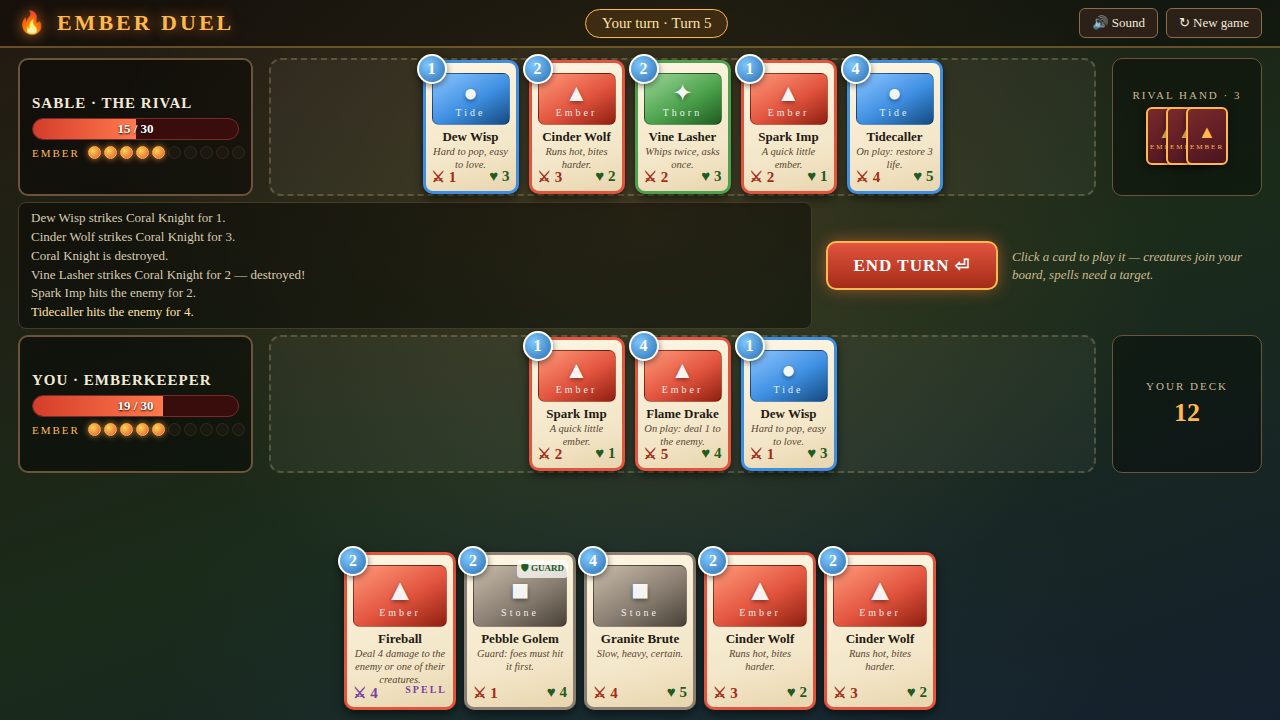 EMBER DUEL
Your turn · Turn 5
Sound
New game
SABLE · THE RIVAL
15 / 30
EMBER
1
Tide
Dew Wisp
Hard to pop, easy
to love.
1 3
2
Ember
Cinder Wolf
Runs hot, bites
harder.
3 2
2
Thorn
Vine Lasher
Whips twice, asks
once.
2 3
1
Ember
Spark Imp
A quick little
ember.
2 1
4
Tide
Tidecaller
On play: restore 3
life.
4 5
RIVAL HAND · 3
EMBER
Dew Wisp strikes Coral Knight for 1.
Cinder Wolf strikes Coral Knight for 3.
Coral Knight is destroyed.
Vine Lasher strikes Coral Knight for 2 — destroyed!
Spark Imp hits the enemy for 2.
Tidecaller hits the enemy for 4.
END TURN ⏎
Click a card to play it — creatures join your
board, spells need a target.
YOU · EMBERKEEPER
19 / 30
EMBER
1
Ember
Spark Imp
A quick little
ember.
2 1
4
Ember
Flame Drake
On play: deal 1 to
the enemy.
5 4
1
Tide
Dew Wisp
Hard to pop, easy
to love.
1 3
YOUR DECK
12
2
Ember
Fireball
Deal 4 damage to the
enemy or one of their
creatures.
4 SPELL
2
GUARD
Stone
Pebble Golem
Guard: foes must hit
it first.
1 4
4
Stone
Granite Brute
Slow, heavy, certain.
4 5
2
Ember
Cinder Wolf
Runs hot, bites
harder.
3 2
2
Ember
Cinder Wolf
Runs hot, bites
harder.
3 2